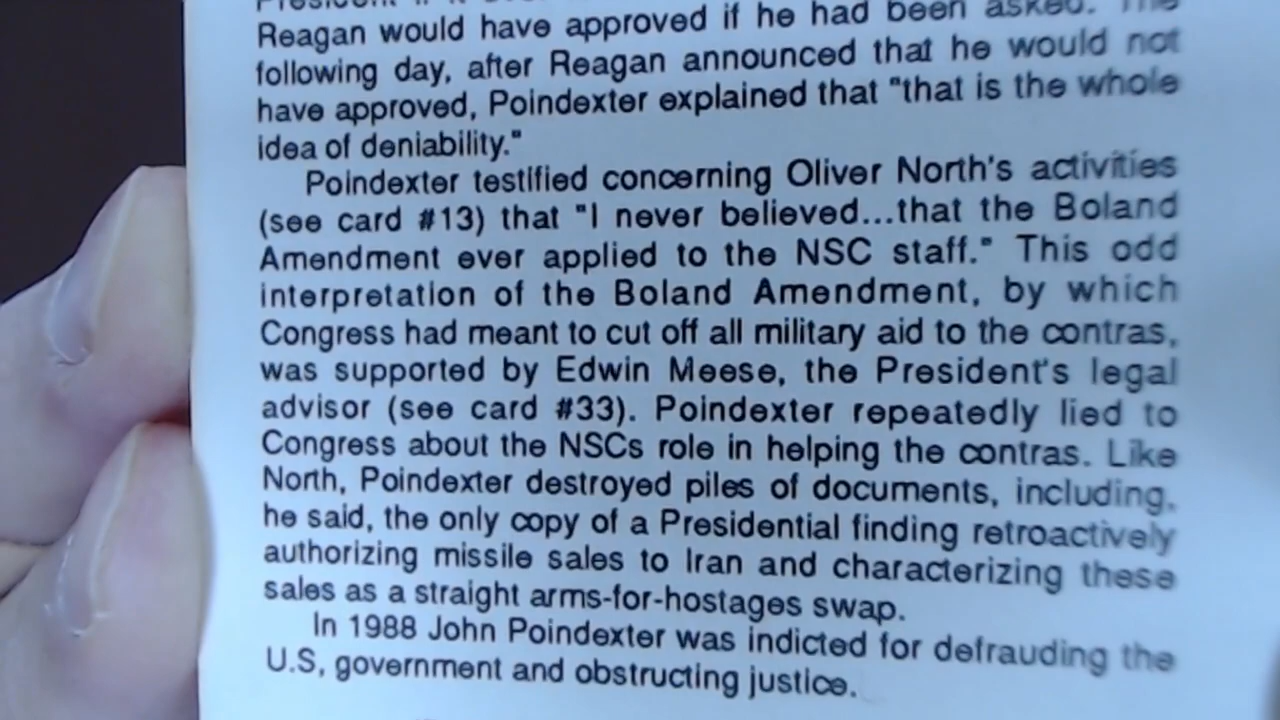 Reagan would have approved if he had been asked. The
following day, after Reagan announced that he would not
have approved, Poindexter explained that "that is the whole
idea of deniability."
Poindexter testified concerning Oliver North's activities
(see card #13) that "I never believed...that the Boland
Amendment ever applied to the NSC staff." This odd
interpretation of the Boland Amendment, by which
Congress had meant to cut off all military aid to the contras,
was supported by Edwin Meese, the President's legal
advisor (see card #33). Poindexter repeatedly lied to
Congress about the NSCs role in helping the contras. Like
North, Poindexter destroyed piles of documents, including,
he said, the only copy of a Presidential finding retroactively
authorizing missile sales to Iran and characterizing these
sales as a straight arms-for-hostages swap.
In 1988 John Poindexter was indicted for defrauding the
U.S, government and obstructing justice.